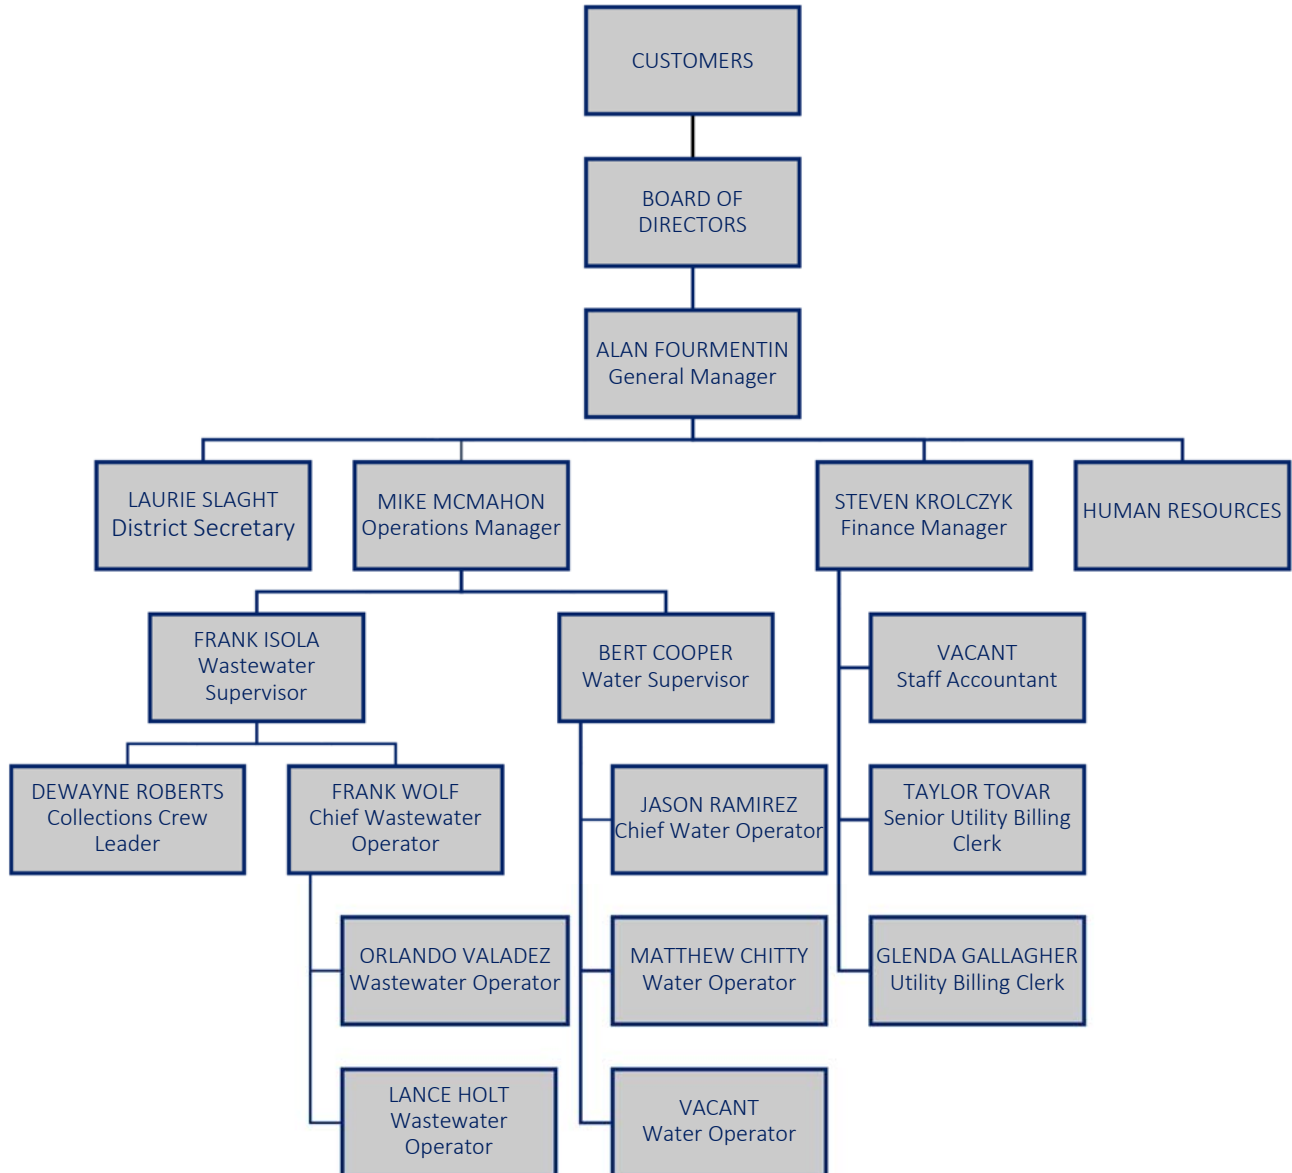 CUSTOMERS
BOARD OF
DIRECTORS
ALAN FOURMENTIN
General Manager
LAURIE SLAGHT
District Secretary
MIKE MCMAHON
Operations Manager
STEVEN KROLCZYK
Finance Manager
HUMAN RESOURCES
FRANK ISOLA
Wastewater
Supervisor
BERT COOPER
Water Supervisor
VACANT
Staff Accountant
DEWAYNE ROBERTS
Collections Crew
Leader
FRANK WOLF
Chief Wastewater
Operator
JASON RAMIREZ
Chief Water Operator
TAYLOR TOVAR
Senior Utility Billing
Clerk
ORLANDO VALADEZ
Wastewater Operator
MATTHEW CHITTY
Water Operator
GLENDA GALLAGHER
Utility Billing Clerk
LANCE HOLT
Wastewater
Operator
VACANT
Water Operator